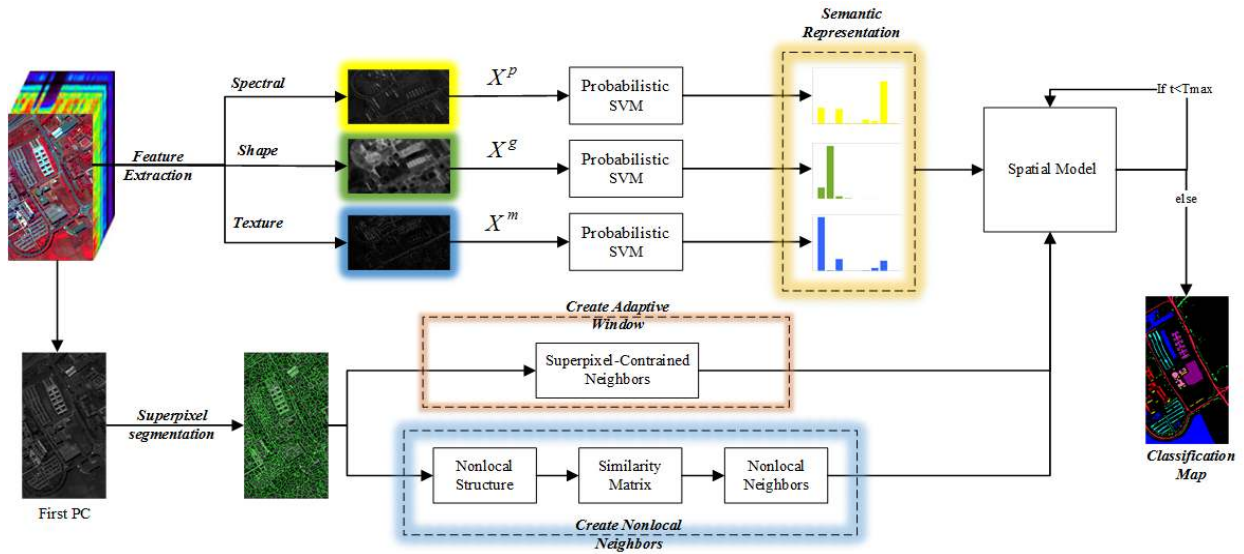 Semantic
Representation
Spectral
X^p
Probabilistic
SVM
If t<Tmax
Feature
Extraction
Shape
X^g
Probabilistic
SVM
Spatial Model
Texture
X^m
Probabilistic
SVM
else
Create Adaptive
Window
Superpixel-Contrained
Neighbors
Superpixel
segmentation
Nonlocal
Structure
Similarity
Matrix
Nonlocal
Neighbors
Classification
Map
First PC
Create Nonlocal
Neighbors